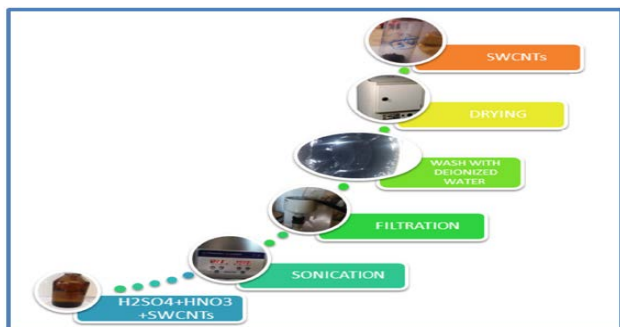 SWCNTs
DRYING
WASH WITH
DEIONIZED
WATER
FILTRATION
SONICATION
H2SO4+HNO3
+SWCNTs